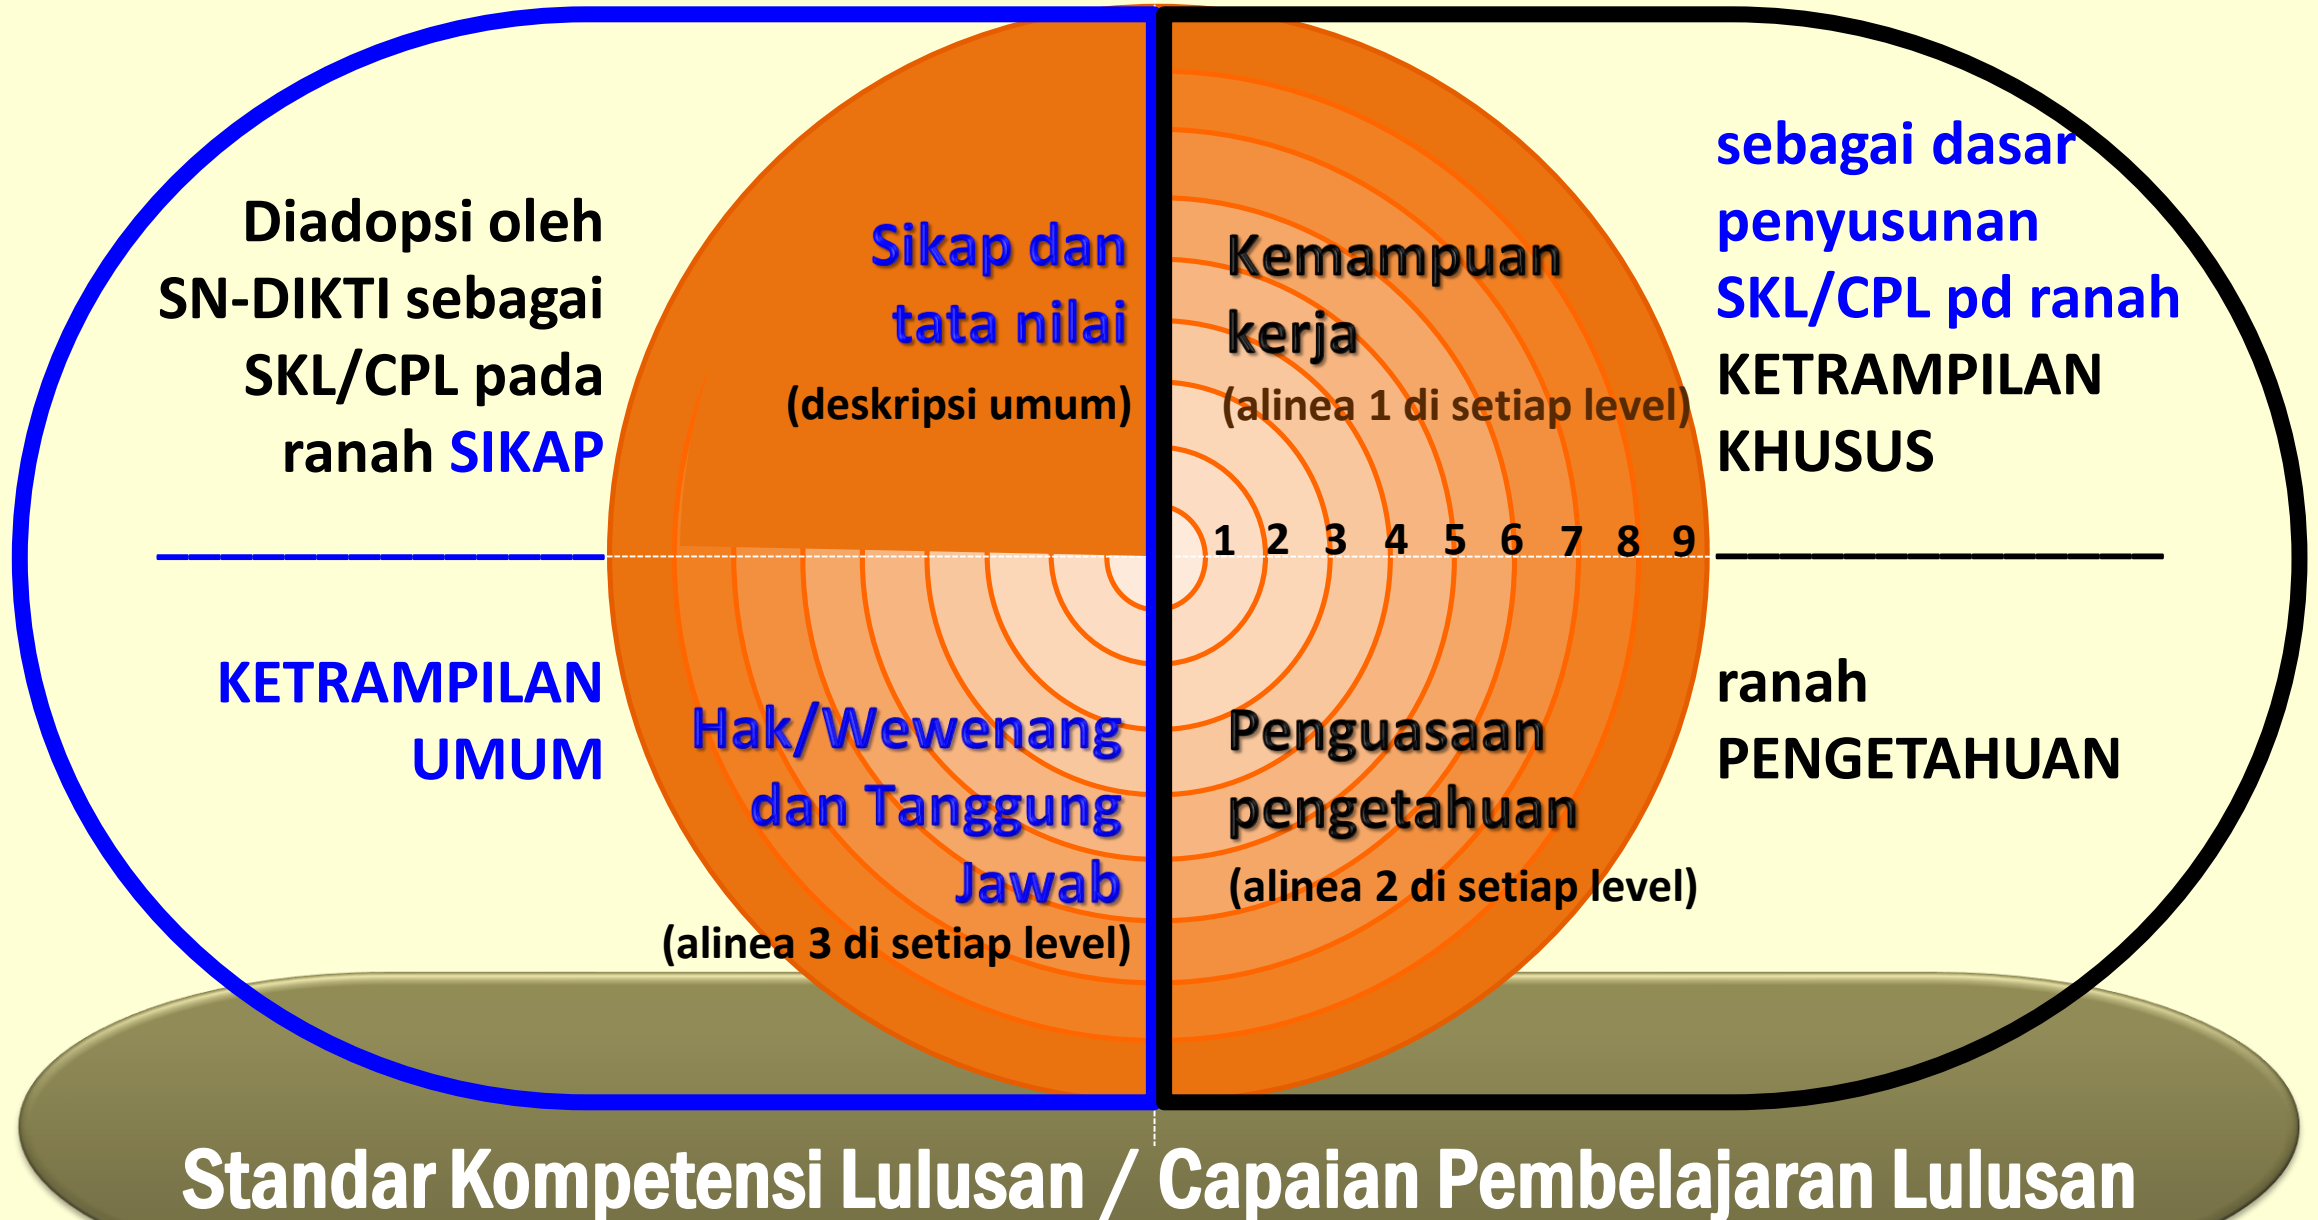 Diadopsi oleh
SN-DIKTI sebagai
SKL/CPL pada
ranah SIKAP
______________
KETRAMPILAN
UMUM
Sikap dan
tata nilai
(deskripsi umum)
Hak/Wewenang
dan Tanggung
Jawab
(alinea 3 di setiap level)
Kemampuan
kerja
(alinea 1 di setiap level)
1 2 3 4 5 6 7 8 9
Penguasaan
pengetahuan
(alinea 2 di setiap level)
sebagai dasar
penyusunan
SKL/CPL pd ranah
KETRAMPILAN
KHUSUS
______________
ranah
PENGETAHUAN
Standar Kompetensi Lulusan / Capaian Pembelajaran Lulusan